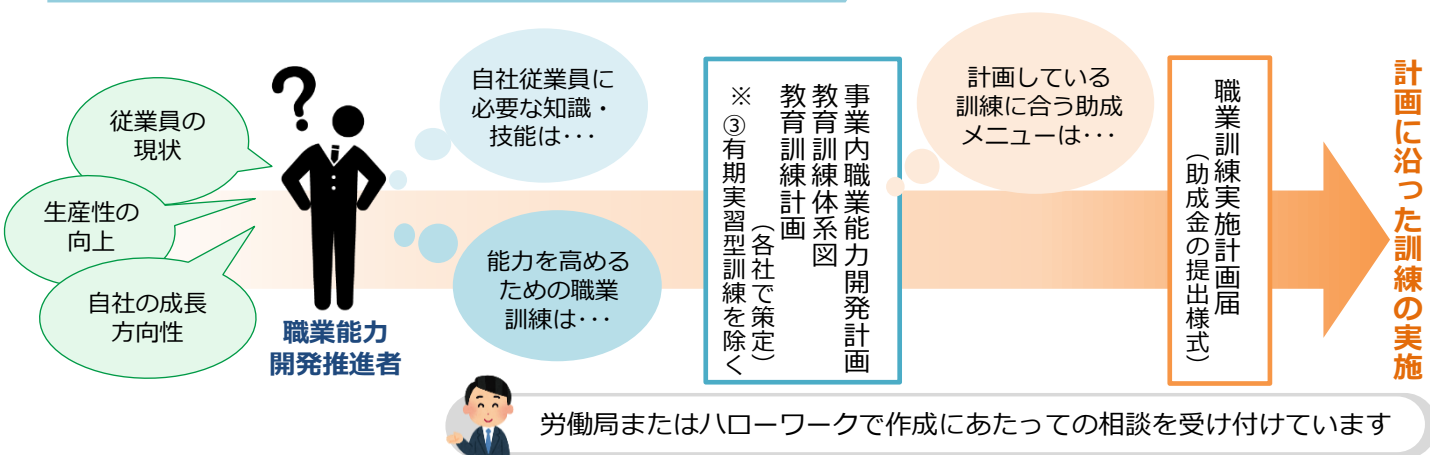 従業員の
現状
生産性の
向上
自社の成長
方向性
?
職業能力
開発推進者
自社従業員に
必要な知識・
技能は･･･
能力を高める
ための職業
訓練は･･･
事業内職業能力開発計画
教育訓練体系図
教育訓練計画
（各社で策定）
※③有期実習型訓練を除く
計画している
訓練に合う助成
メニューは･･･
職業訓練実施計画届
（助成金の提出様式）
計画に沿った訓練の実施
労働局またはハローワークで作成にあたっての相談を受け付けています